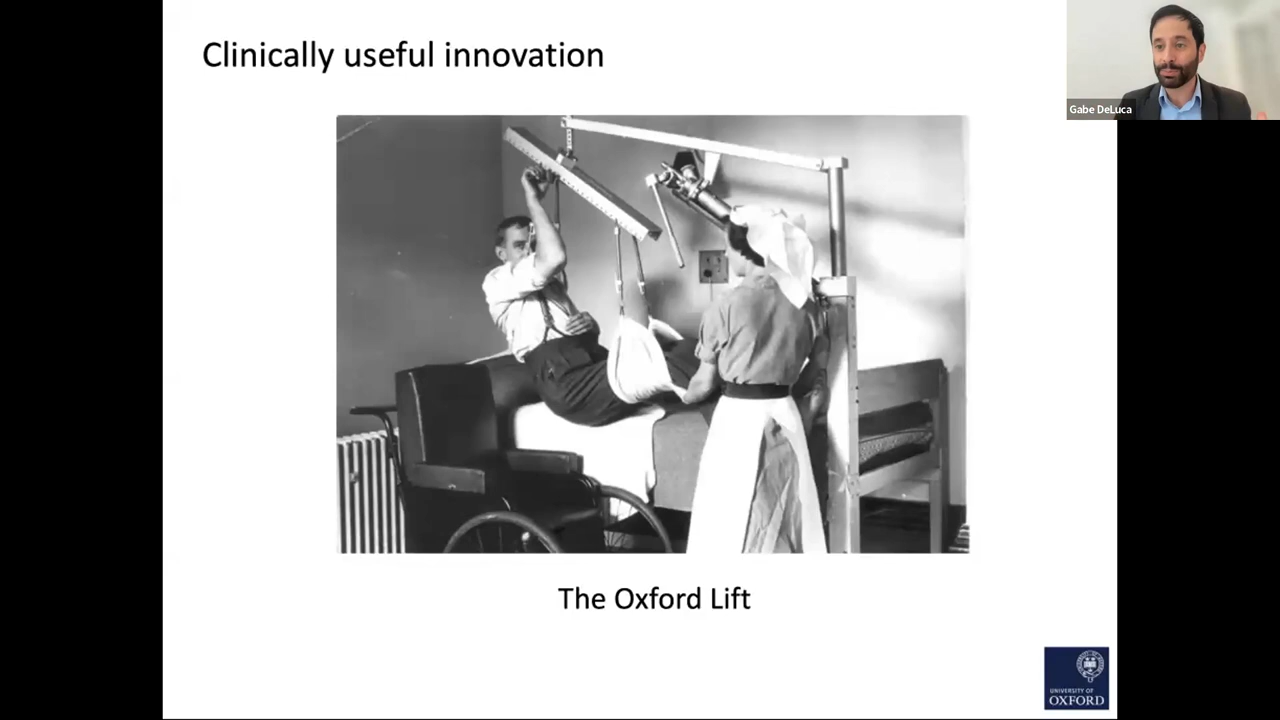 Clinically useful innovation
Gabe DeLuca
The Oxford Lift
UNIVERSITY OF
OXFORD